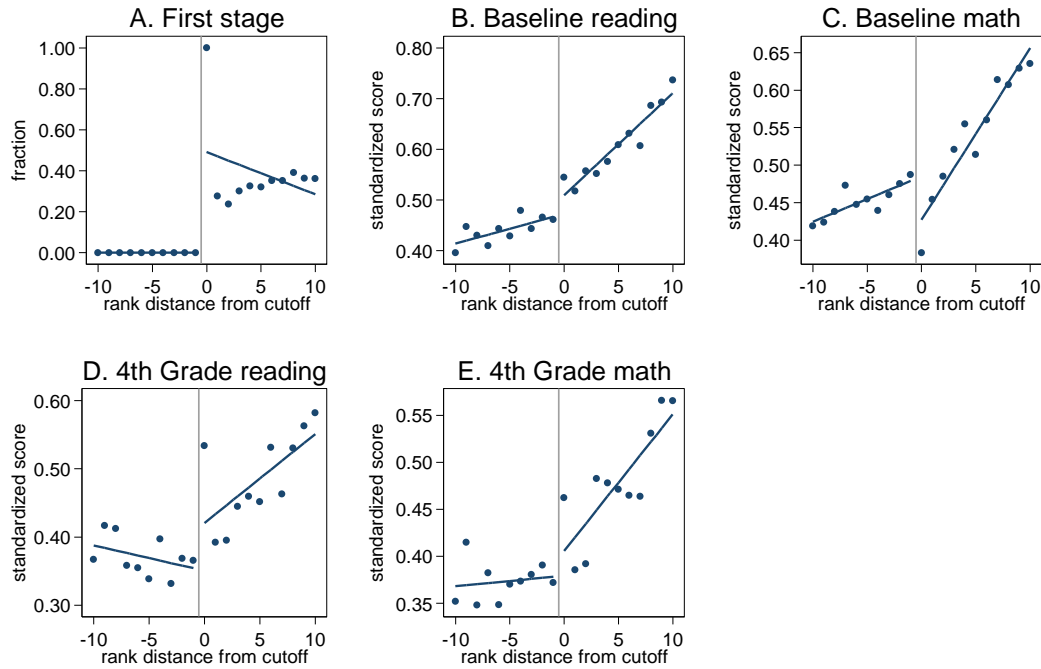 A. First stage
fraction
1.00
0.80
0.60
0.40
0.20
0.00
-10 -5 0 5 10
rank distance from cutoff
B. Baseline reading
standardized score
0.80
0.70
0.60
0.50
0.40
-10 -5 0 5 10
rank distance from cutoff
C. Baseline math
standardized score
0.65
0.60
0.55
0.50
0.45
0.40
-10 -5 0 5 10
rank distance from cutoff
D. 4th Grade reading
standardized score
0.60
0.50
0.40
0.30
-10 -5 0 5 10
rank distance from cutoff
E. 4th Grade math
standardized score
0.55
0.50
0.45
0.40
0.35
-10 -5 0 5 10
rank distance from cutoff